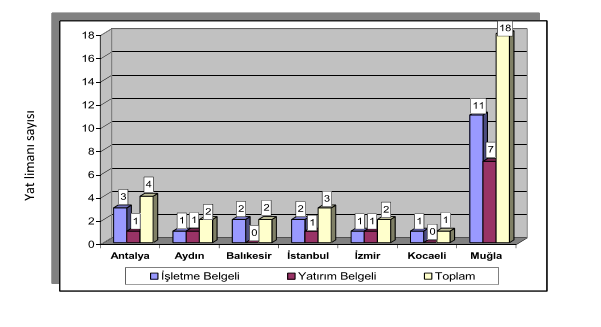 Yat limanı sayısı
18
16
14
12
10
8
6
4
2
0
3 1 4
1 1 2
2 0 2
2 1 3
1 1 2
1 0 1
11 7 18
Antalya Aydın Balıkesir İstanbul İzmir Kocaeli Muğla
İşletme Belgeli Yatırım Belgeli Toplam